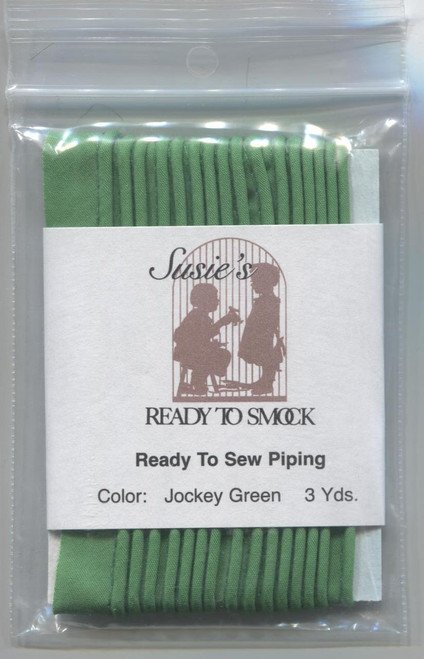 Susie's
READY TO SMOCK
Ready To Sew Piping
Color: Jockey Green 3 Yds.